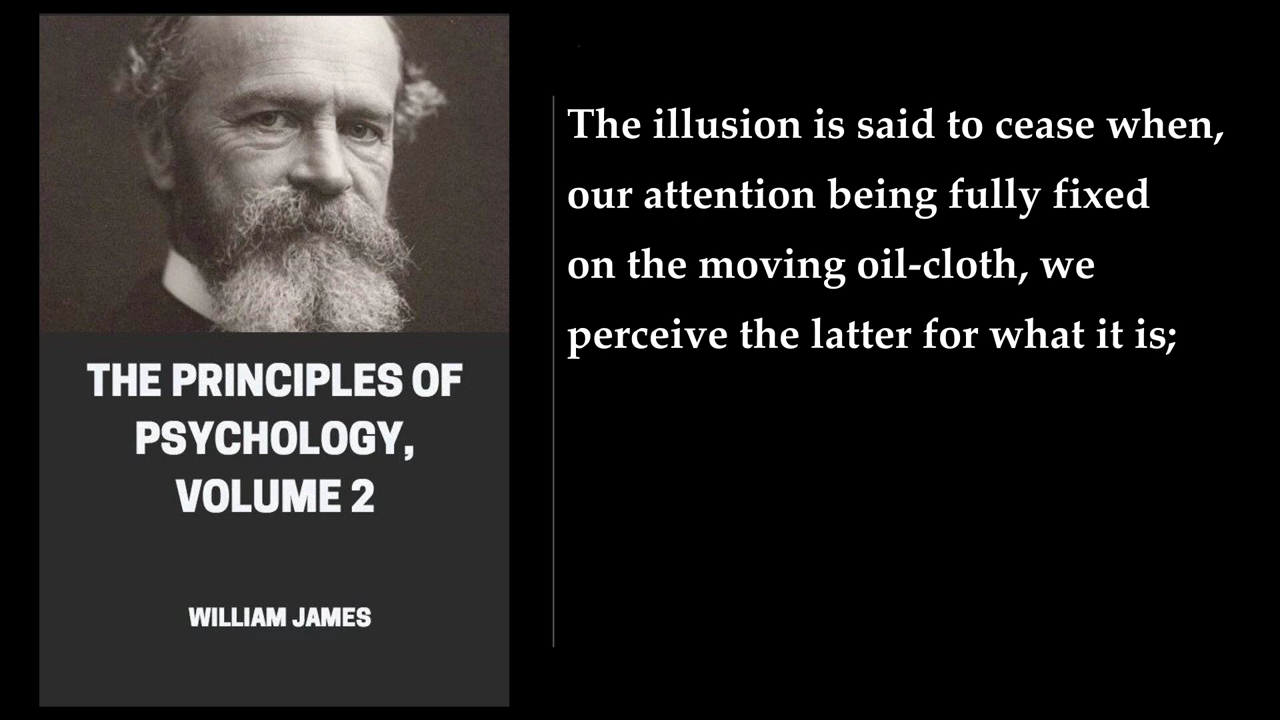 THE PRINCIPLES OF
PSYCHOLOGY,
VOLUME 2
WILLIAM JAMES
The illusion is said to cease when,
our attention being fully fixed
on the moving oil-cloth, we
perceive the latter for what it is;